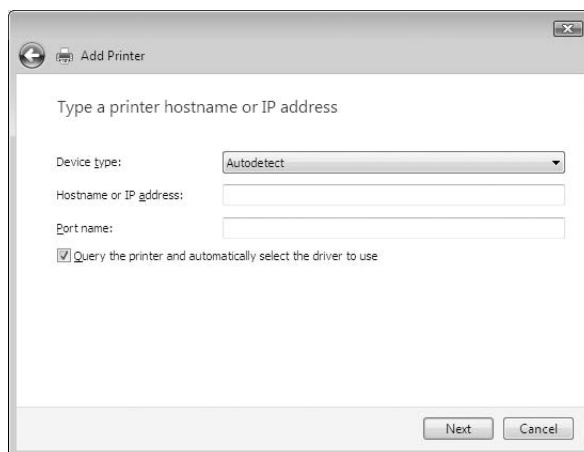 Add Printer
Type a printer hostname or IP address
Device type: Autodetect
Hostname or IP address:
Port name:
Query the printer and automatically select the driver to use
Next Cancel